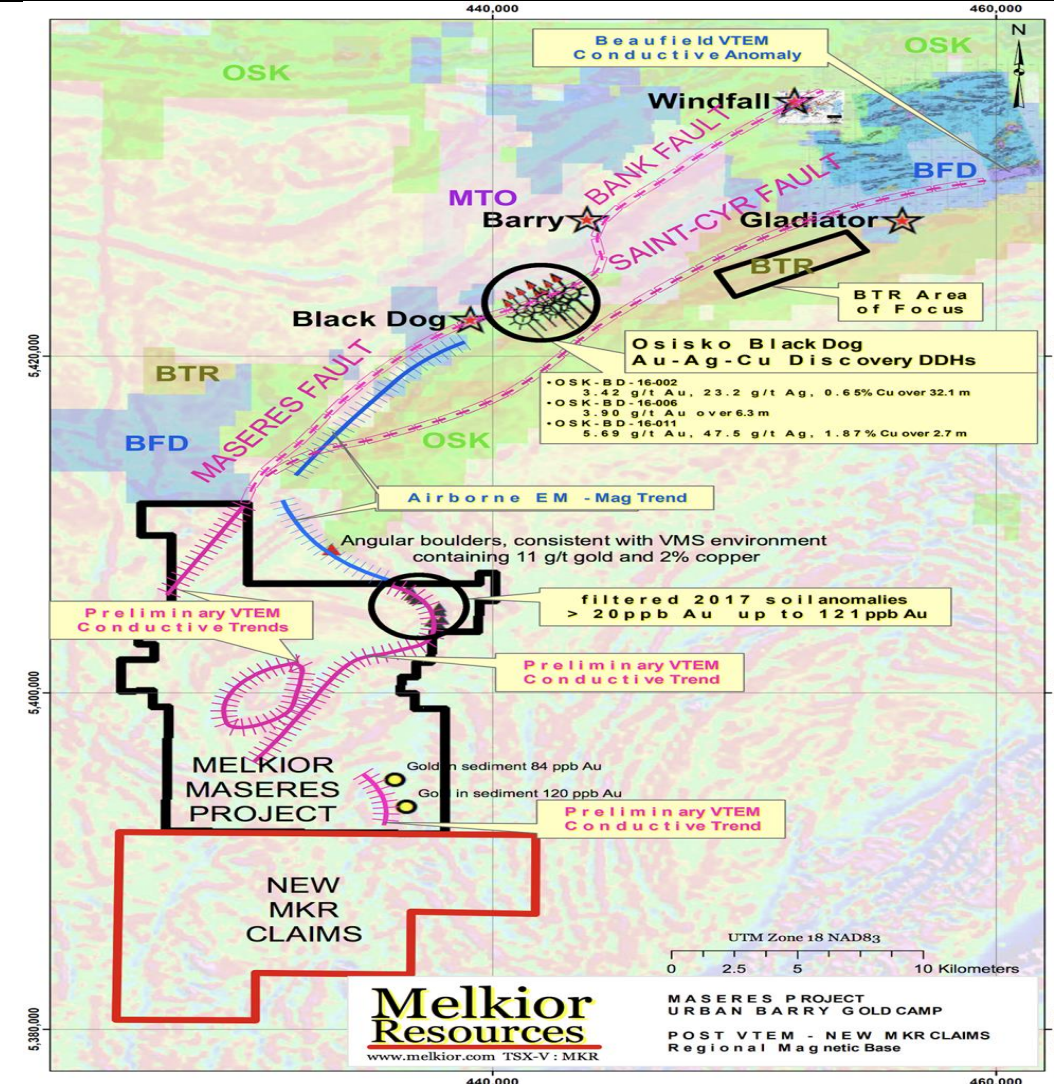 440,000
460,000
N
Beaufield VTEM
Conductive Anomaly
OSK
OSK
Windfall
BANK FAULT
MTO
BFD
Barry
SAINT-CYR FAULT
Gladiator
BTR
BTR Area
of Focus
Black Dog
Osisko Black Dog
Au-Ag-Cu Discovery DDHs
5,420,000
MASERES FAULT
BTR
•OSK-BD-16-002
3.42 g/t Au, 23.2 g/t Ag, 0.65% Cu over 32.1 m
•OSK-BD-16-006
3.90 g/t Au over 6.3 m
•OSK-BD-16-011
5.69 g/t Au, 47.5 g/t Ag, 1.87% Cu over 2.7 m
BFD
OSK
Airborne EM - Mag Trend
Angular boulders, consistent with VMS environment
containing 11 g/t gold and 2% copper
filtered 2017 soil anomalies
> 20ppb Au up to 121 ppb Au
Preliminary VTEM
Conductive Trends
Preliminary VTEM
Conductive Trend
5,400,000
MELKIOR
MASERES
PROJECT
Gold in sediment 84 ppb Au
Gold in sediment 120 ppb Au
Preliminary VTEM
Conductive Trend
NEW
MKR
CLAIMS
UTM Zone 18 NAD83
0 2.5 5 10 Kilometers
Melkior
Resources
www.melkior.com TSX-V : MKR
MASERES PROJECT
URBAN BARRY GOLD CAMP
POST VTEM - NEW MKR CLAIMS
Regional Magnetic Base
5,380,000
440,000
460,000